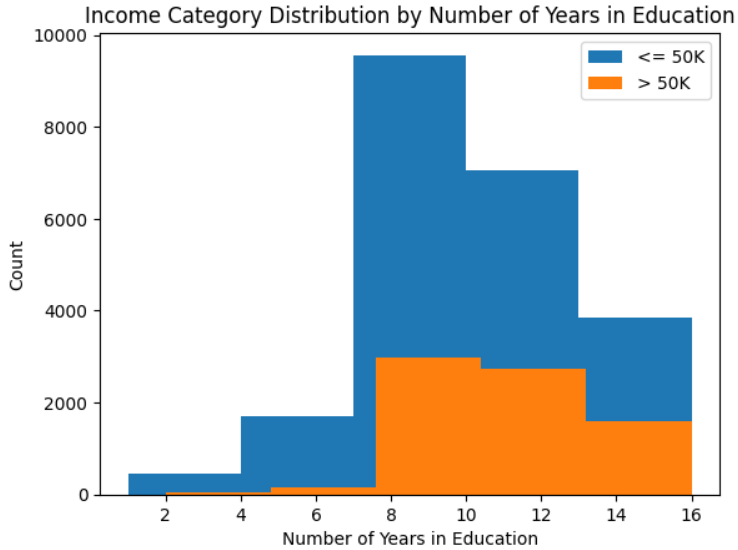 Income Category Distribution by Number of Years in Education
<= 50K
> 50K
10000
8000
6000
4000
2000
0
Count
2 4 6 8 10 12 14 16
Number of Years in Education